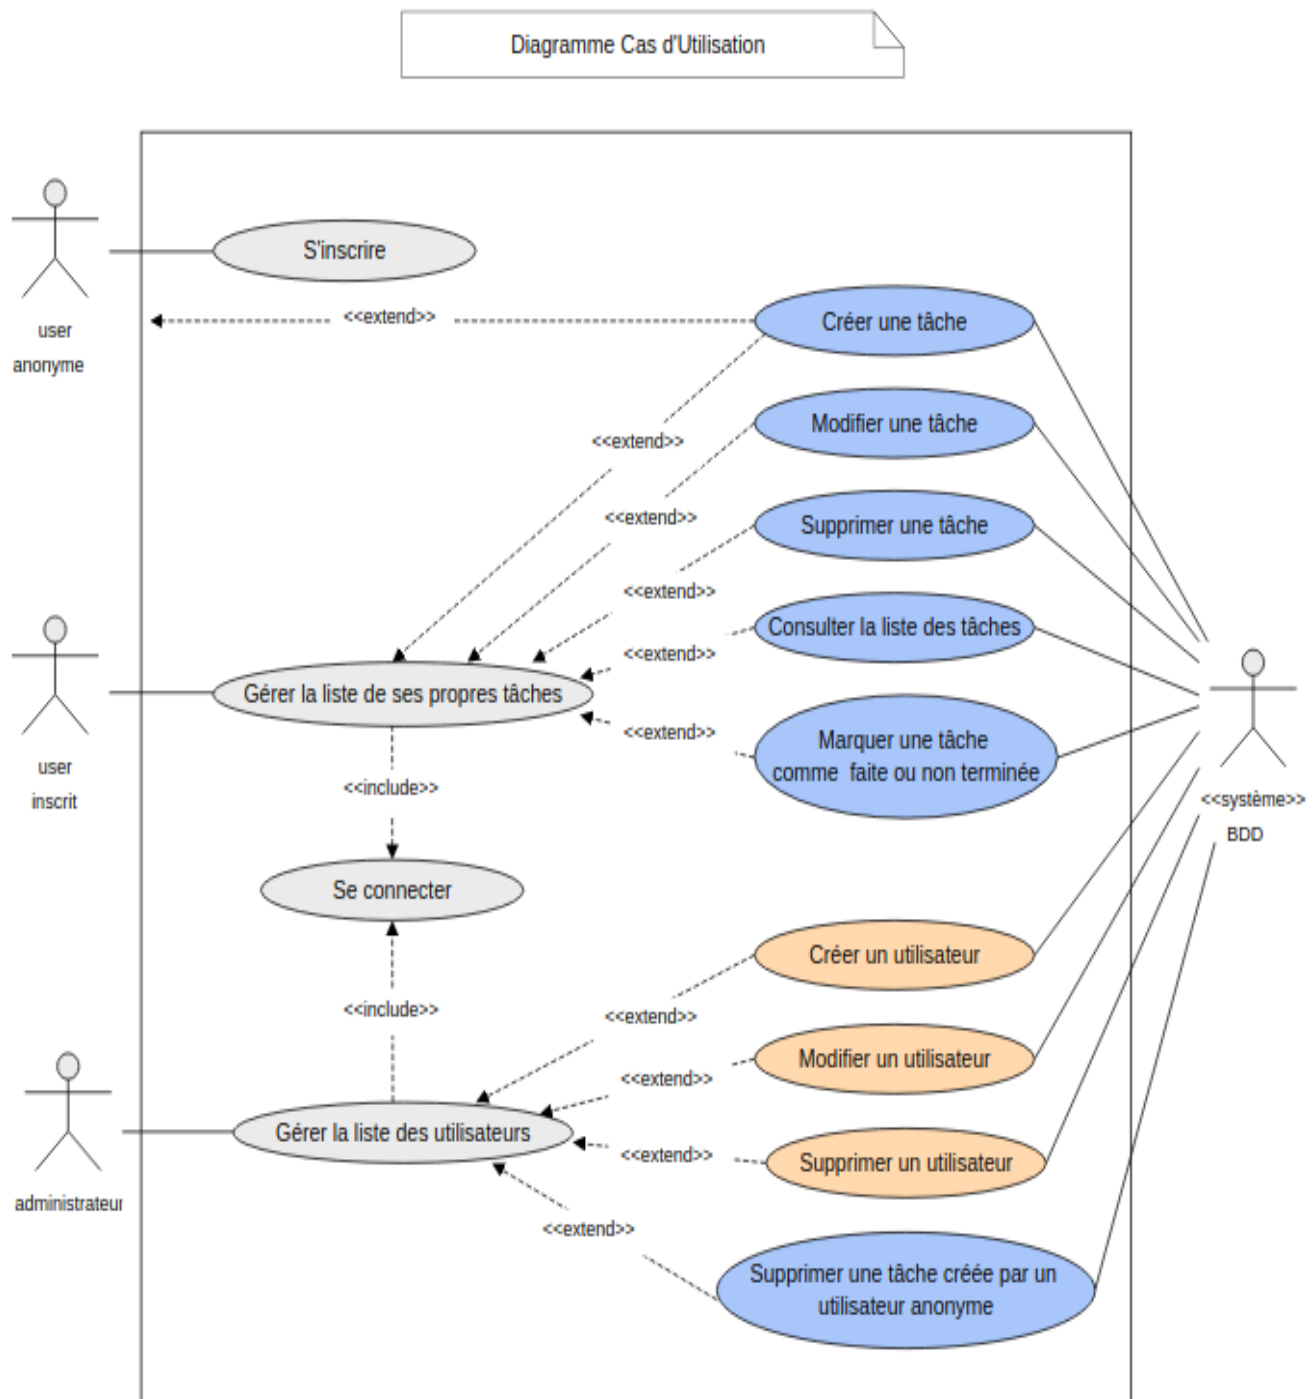 Diagramme Cas d'Utilisation
S'inscrire
<<extend>>
Créer une tâche
user
anonyme
Modifier une tâche
<<extend>>
<<extend>>
Supprimer une tâche
<<extend>>
Consulter la liste des tâches
<<extend>>
Gérer la liste de ses propres tâches
<<extend>>
Marquer une tâche
comme faite ou non terminée
user
inscrit
<<include>>
<<système>>
BDD
Se connecter
Créer un utilisateur
<<include>>
<<extend>>
Modifier un utilisateur
<<extend>>
Gérer la liste des utilisateurs
<<extend>>
Supprimer un utilisateur
administrateur
<<extend>>
Supprimer une tâche créée par un
utilisateur anonyme